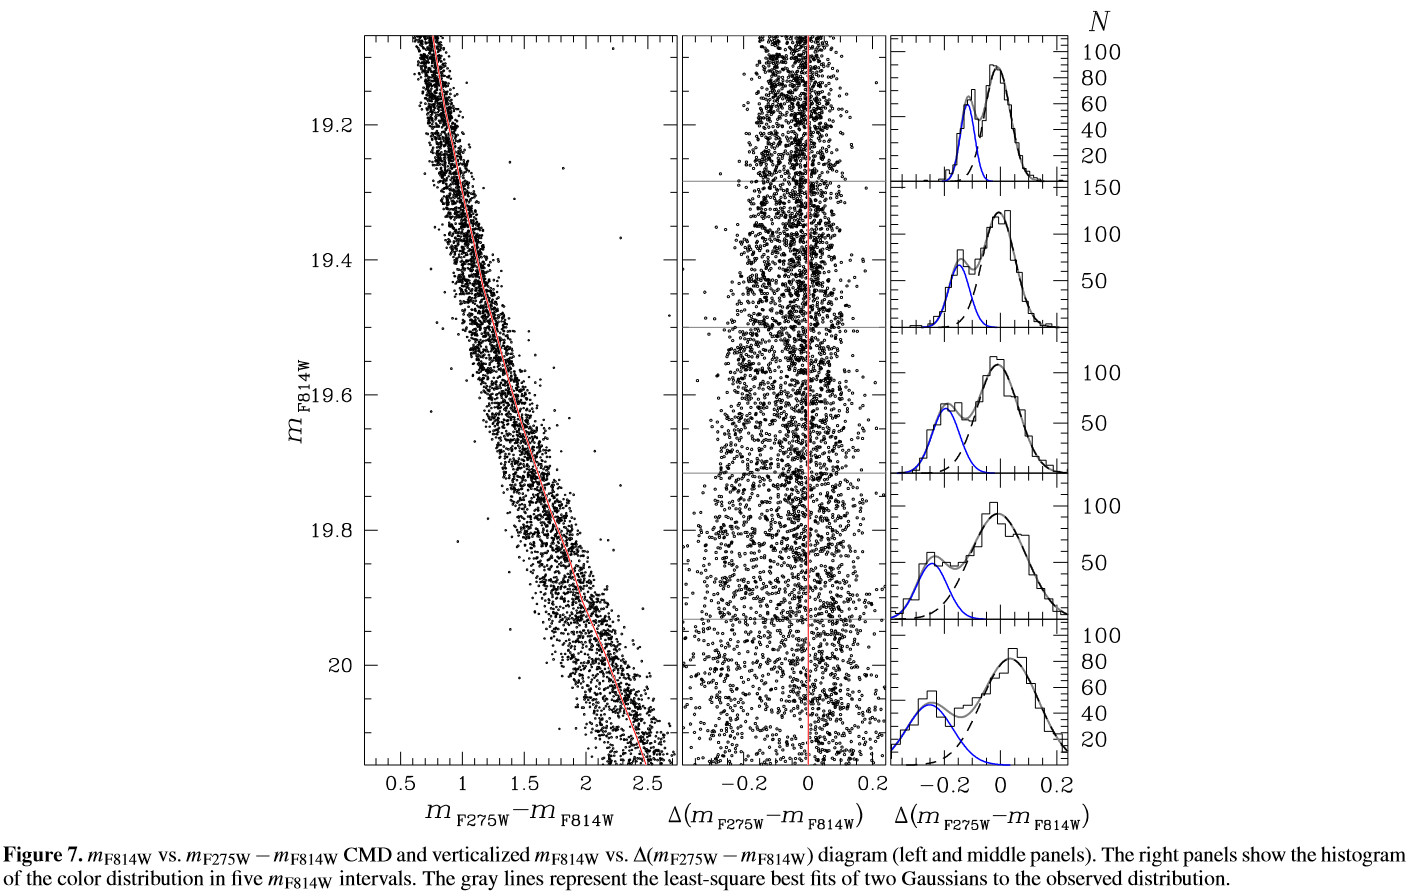 N
100
80
60
40
20
150
100
50
100
50
100
50
100
80
60
40
20
19.2
19.4
19.6
19.8
20
m F814W
0.5 1 1.5 2 2.5
−0.2 0 0.2
−0.2 0 0.2
m F275W−m F814W
Δ(m F275W−m F814W)
Δ(m F275W−m F814W)
Figure 7. mF814W vs. mF275W − mF814W CMD and verticalized mF814W vs. Δ(mF275W − mF814W) diagram (left and middle panels). The right panels show the histogram
of the color distribution in five mF814W intervals. The gray lines represent the least-square best fits of two Gaussians to the observed distribution.